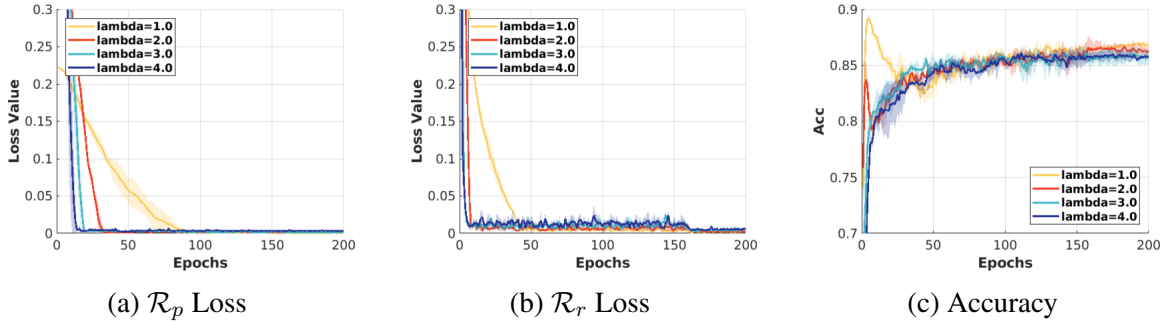 0.3
0.25
0.2
0.15
0.1
0.05
0
Loss Value
lambda=1.0
lambda=2.0
lambda=3.0
lambda=4.0
0 50 100 150 200
Epochs
(a) $\mathcal{R}_p$ Loss
0.3
0.25
0.2
0.15
0.1
0.05
0
Loss Value
lambda=1.0
lambda=2.0
lambda=3.0
lambda=4.0
0 50 100 150 200
Epochs
(b) $\mathcal{R}_r$ Loss
0.9
0.85
0.8
0.75
0.7
Acc
lambda=1.0
lambda=2.0
lambda=3.0
lambda=4.0
0 50 100 150 200
Epochs
(c) Accuracy